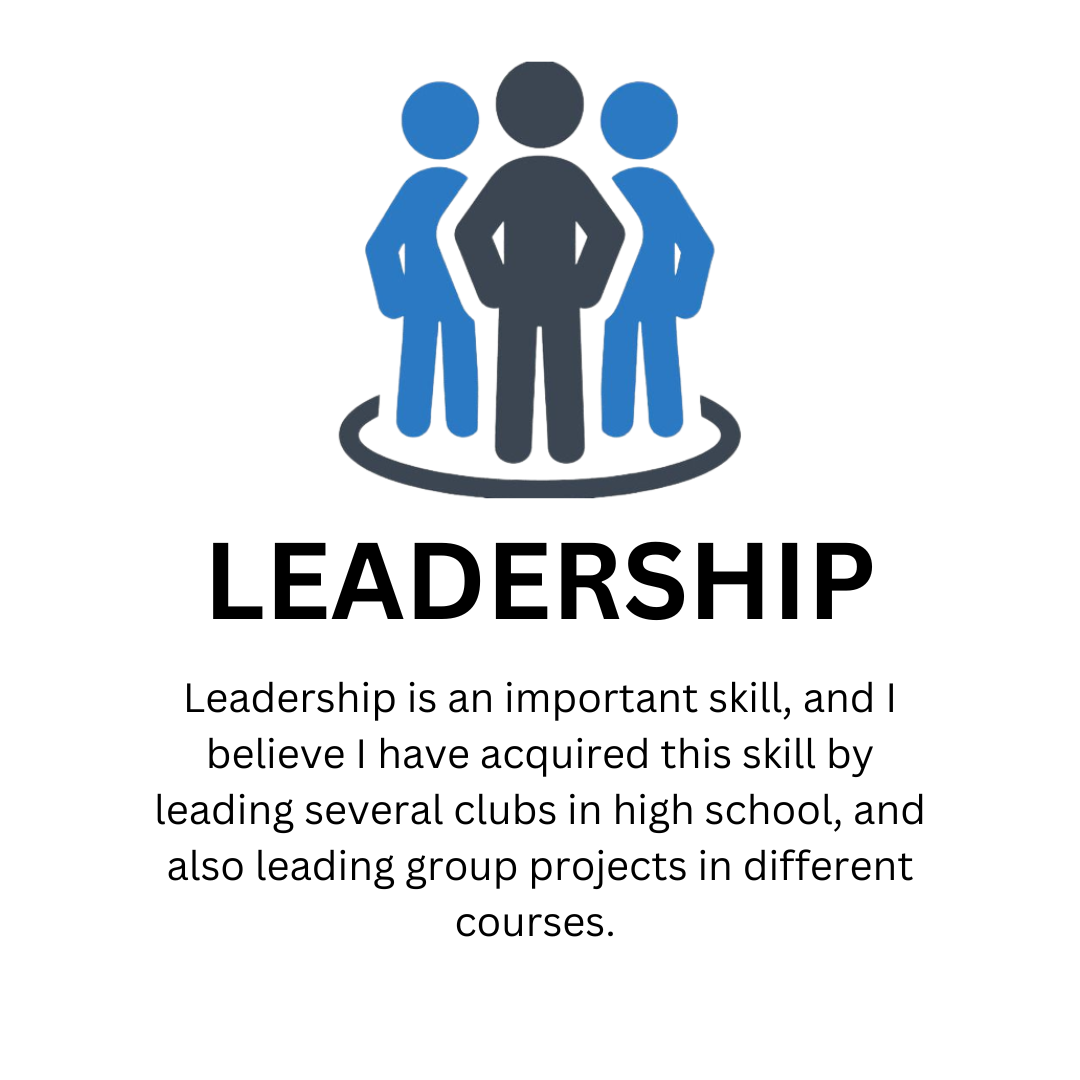 LEADERSHIP
Leadership is an important skill, and I
believe I have acquired this skill by
leading several clubs in high school, and
also leading group projects in different
courses.